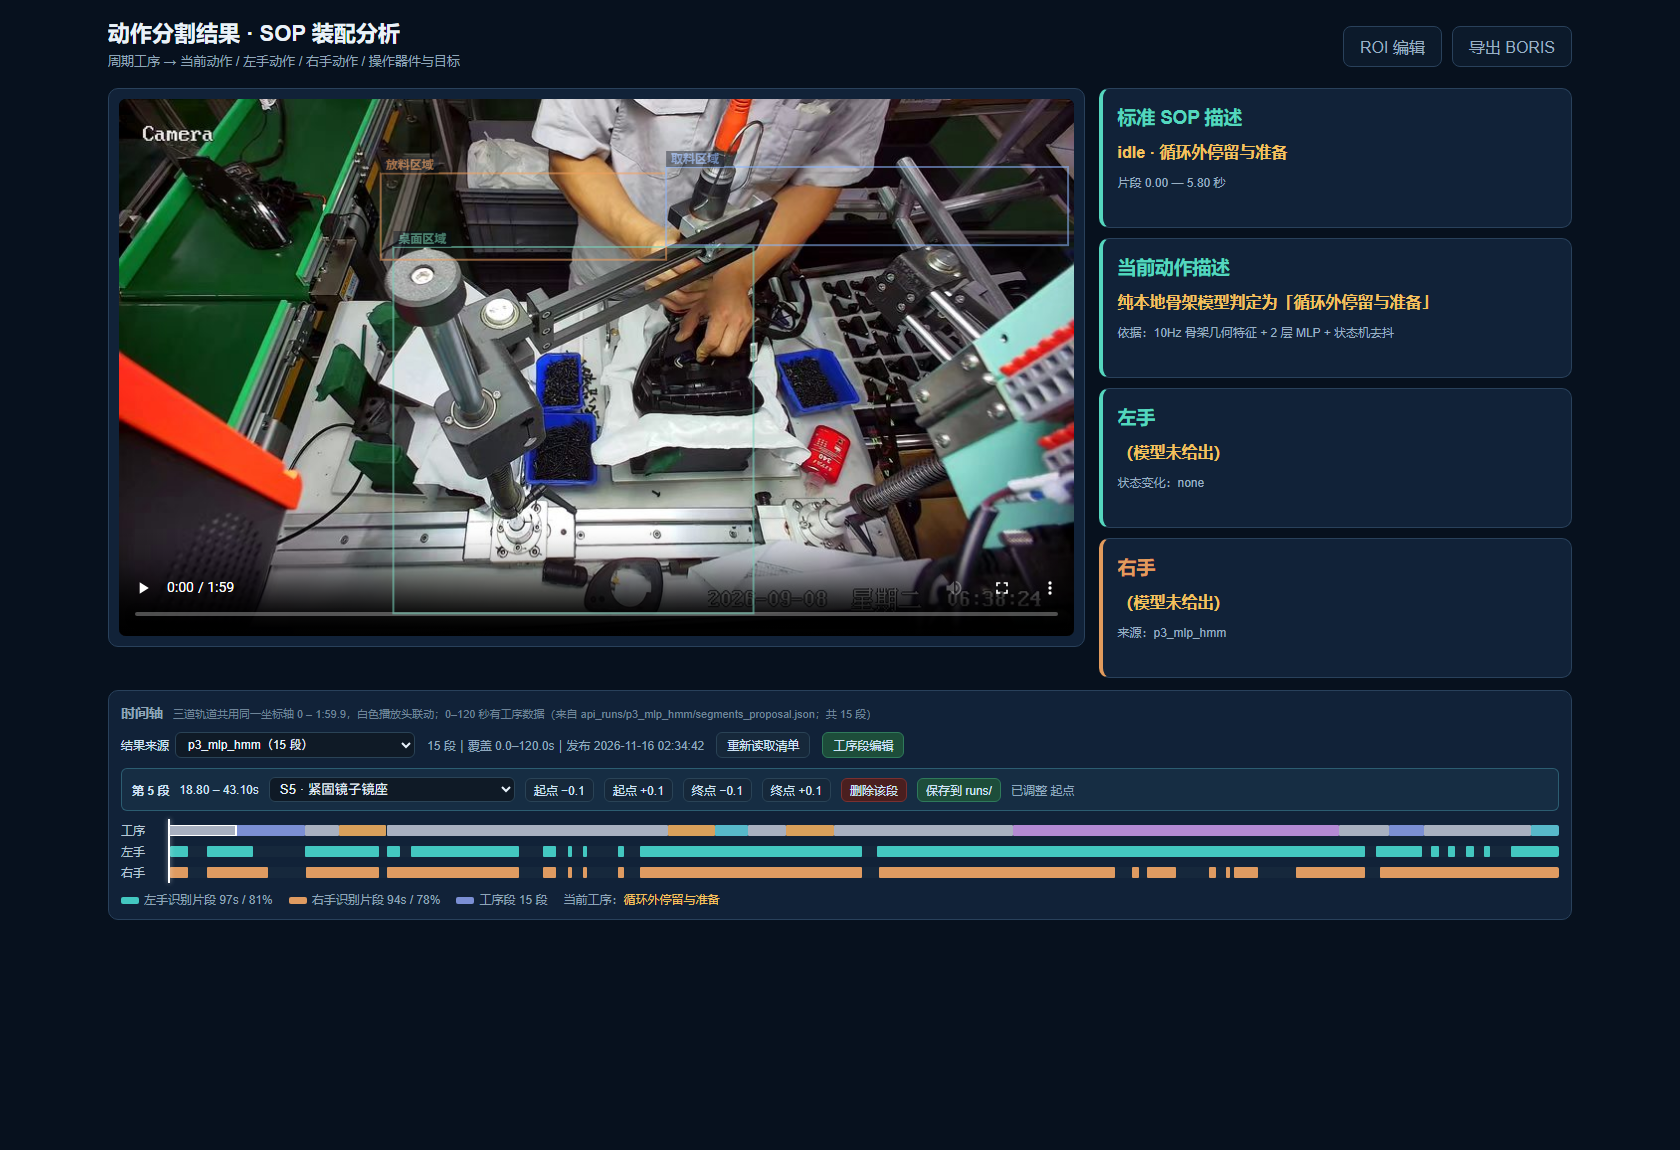 动作分割结果 · SOP 装配分析
周期工序 → 当前动作 / 左手动作 / 右手动作 / 操作器件与目标
ROI 编辑
导出 BORIS
Camera
放料区域
取料区域
桌面区域
0:00 / 1:59
2026-09-08 星期二 06:38:24
标准 SOP 描述
idle · 循环外停留与准备
片段 0.00 — 5.80 秒
当前动作描述
纯本地骨架模型判定为「循环外停留与准备」
依据：10Hz 骨架几何特征 + 2 层 MLP + 状态机去抖
左手
（模型未给出）
状态变化：none
右手
（模型未给出）
来源：p3_mlp_hmm
时间轴 三道轨道共用同一坐标轴 0 – 1:59.9，白色播放头联动；0–120 秒有工序数据（来自 api_runs/p3_mlp_hmm/segments_proposal.json；共 15 段）
结果来源 p3_mlp_hmm（15 段） 15 段 | 覆盖 0.0–120.0s | 发布 2026-11-16 02:34:42 重新读取清单 工序段编辑
第 5 段 18.80 – 43.10s S5 · 紧固镜子镜座 起点 −0.1 起点 +0.1 终点 −0.1 终点 +0.1 删除该段 保存到 runs/ 已调整 起点
工序
左手
右手
左手识别片段 97s / 81% 右手识别片段 94s / 78% 工序段 15 段 当前工序：循环外停留与准备